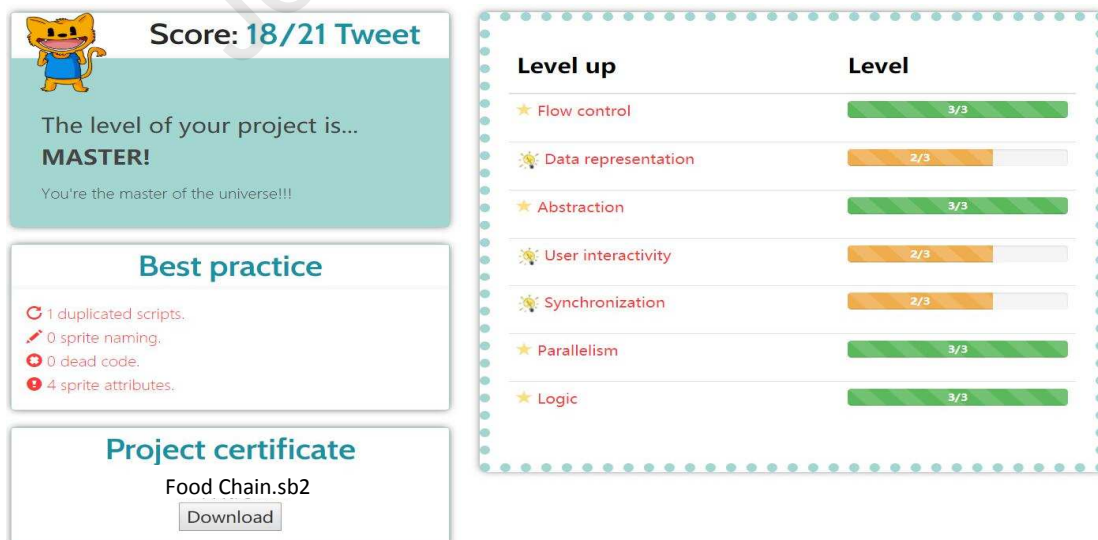 Score: 18/21 Tweet
The level of your project is...
MASTER!
You're the master of the universe!!!
Best practice
1 duplicated scripts.
0 sprite naming.
0 dead code.
4 sprite attributes.
Project certificate
Food Chain.sb2
Download
Level up Level
Flow control 3/3
Data representation 2/3
Abstraction 3/3
User interactivity 2/3
Synchronization 2/3
Parallelism 3/3
Logic 3/3